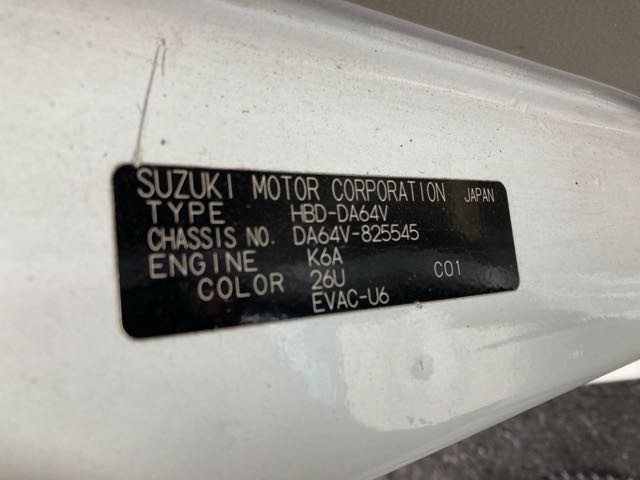 SUZUKI MOTOR CORPORATION JAPAN
TYPE HBD-DA64V
CHASSIS NO. DA64V-825545
ENGINE K6A
COLOR 26U C01
EVAC-U6